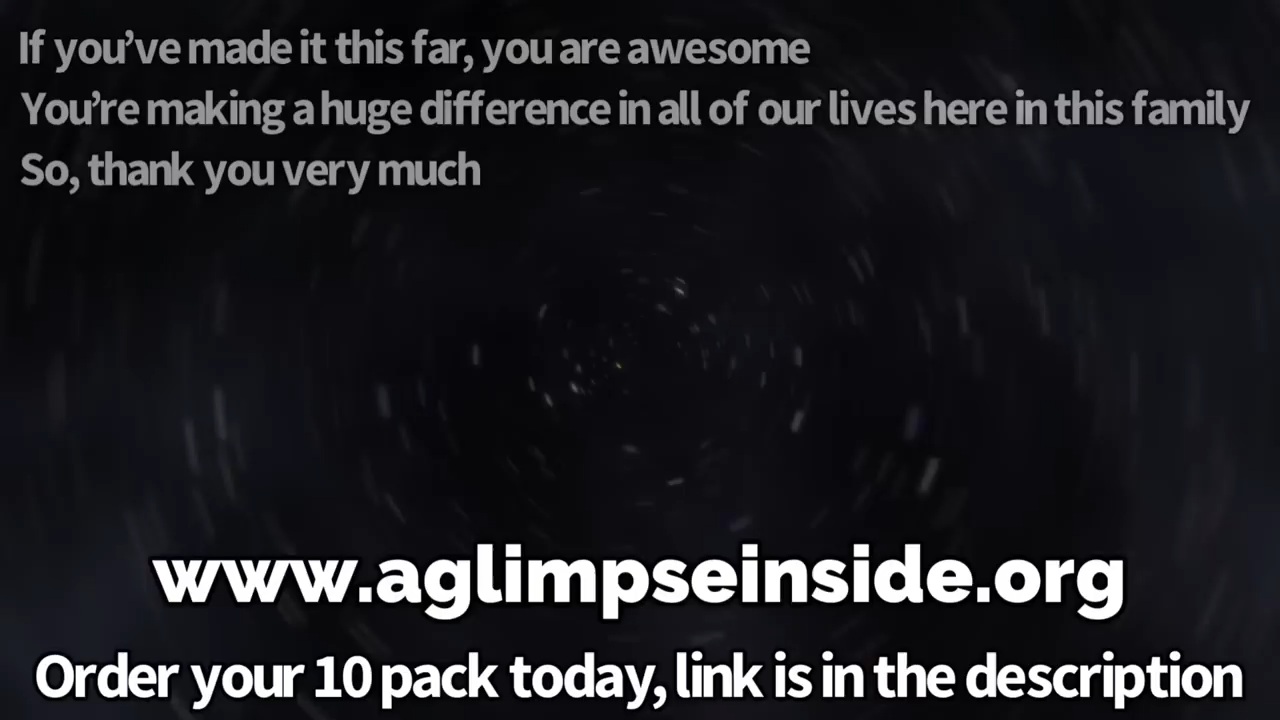 If you’ve made it this far, you are awesome
You’re making a huge difference in all of our lives here in this family
So, thank you very much
www.aglimpseinside.org
Order your 10 pack today, link is in the description